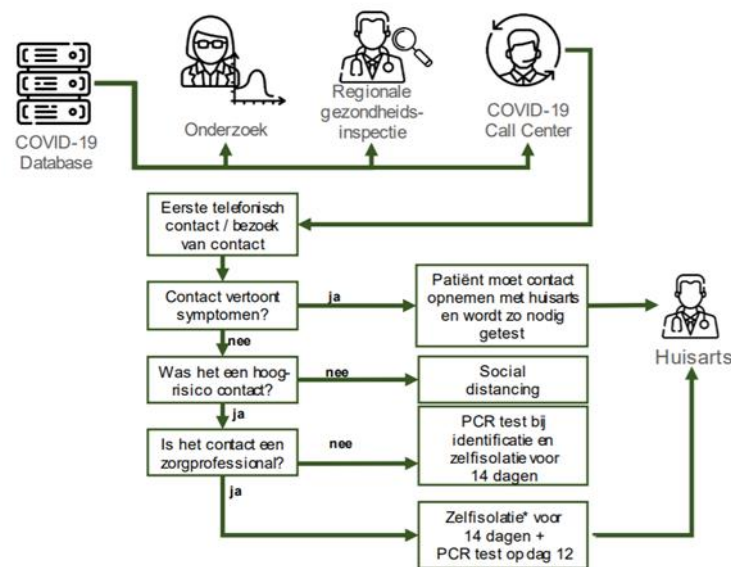 COVID-19
Database
Onderzoek
Regionale
gezondheids-
inspectie
COVID-19
Call Center
Eerste telefonisch
contact / bezoek
van contact
Contact vertoont
symptomen?
ja
Patiënt moet contact
opnemen met huisarts
en wordt zo nodig
getest
Huisarts
nee
Was het een hoog-
risico contact?
nee
Social
distancing
ja
Is het contact een
zorgprofessional?
nee
PCR test bij
identificatie en
zelfisolatie voor
14 dagen
ja
Zelfisolatie* voor
14 dagen +
PCR test op dag 12